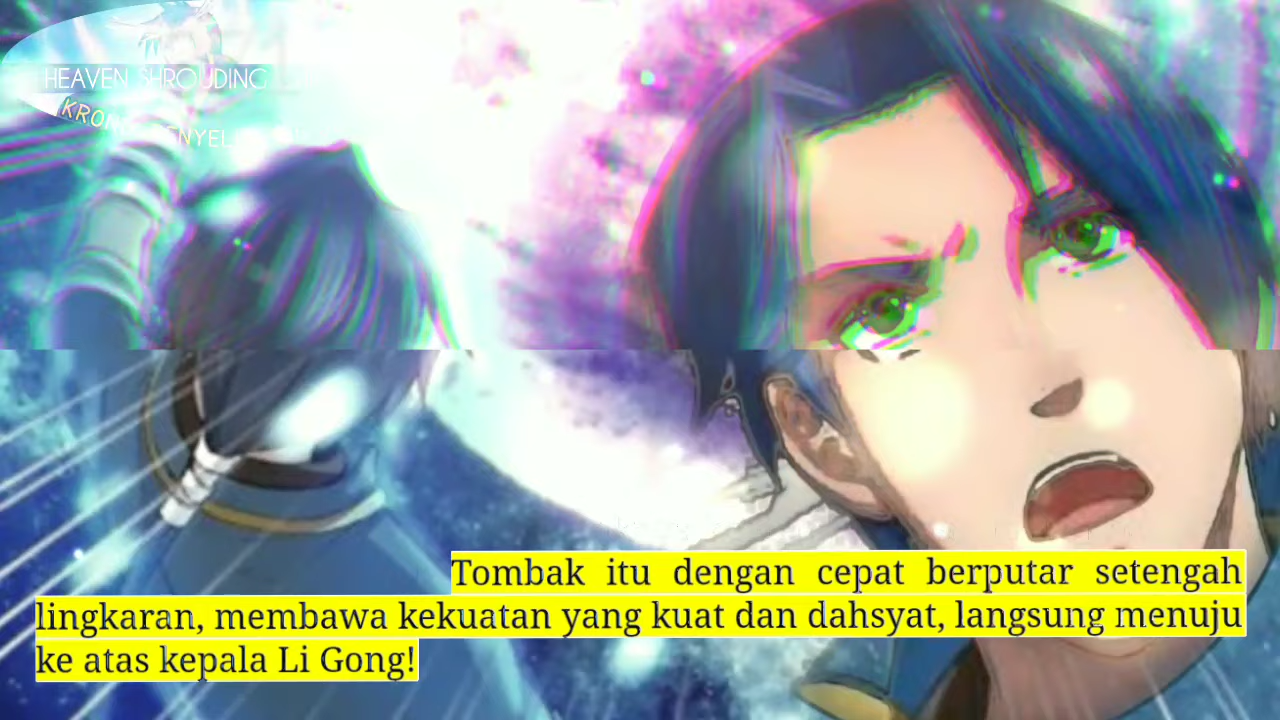 HEAVEN SHROUDING
Tombak itu dengan cepat berputar setengah
lingkaran, membawa kekuatan yang kuat dan dahsyat, langsung menuju
ke atas kepala Li Gong!